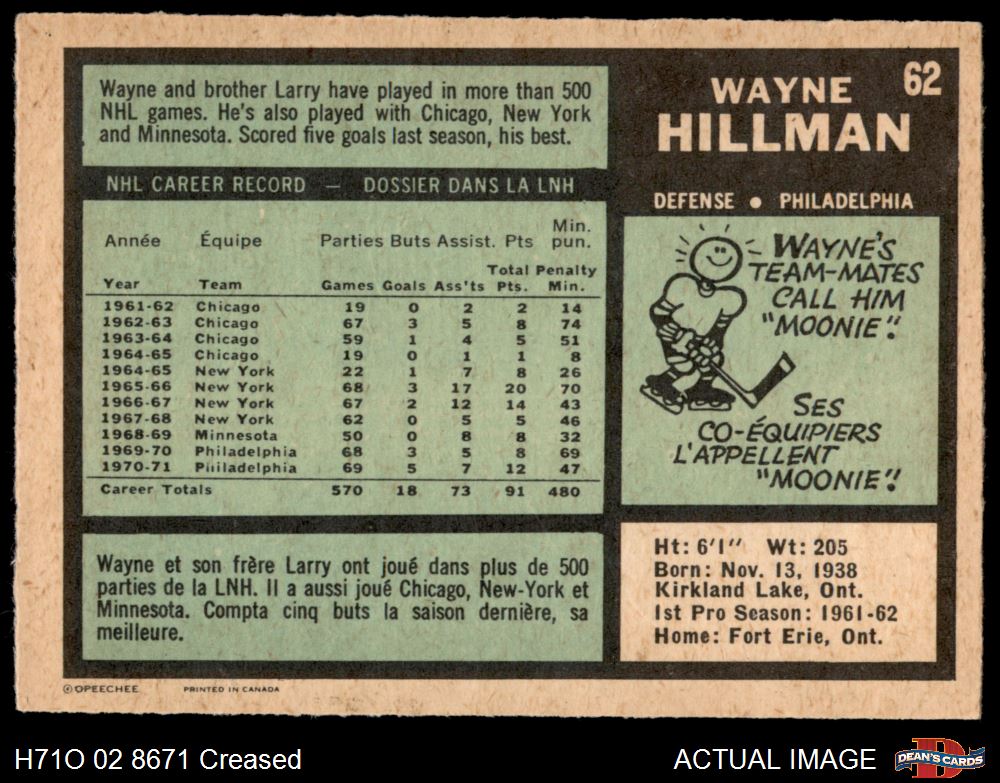 62
WAYNE
HILLMAN
DEFENSE • PHILADELPHIA
Wayne and brother Larry have played in more than 500
NHL games. He's also played with Chicago, New York
and Minnesota. Scored five goals last season, his best.
NHL CAREER RECORD — DOSSIER DANS LA LNH
Année Équipe Parties Buts Assist. Pts Min. pun.
Year Team Games Goals Ass'ts Total Pts. Penalty Min.
1961-62 Chicago 19 0 2 2 14
1962-63 Chicago 67 3 5 8 74
1963-64 Chicago 59 1 4 5 51
1964-65 Chicago 19 0 1 1 8
1964-65 New York 22 1 7 8 26
1965-66 New York 68 3 17 20 70
1966-67 New York 67 2 12 14 43
1967-68 New York 62 0 5 5 46
1968-69 Minnesota 50 0 8 8 32
1969-70 Philadelphia 68 3 5 8 69
1970-71 Philadelphia 69 5 7 12 47
Career Totals 570 18 73 91 480
Wayne et son frère Larry ont joué dans plus de 500
parties de la LNH. Il a aussi joué Chicago, New-York et
Minnesota. Compta cinq buts la saison dernière, sa
meilleure.
WAYNE'S
TEAM-MATES
CALL HIM
"MOONIE"!
SES
CO-ÉQUIPIERS
L'APPELLENT
"MOONIE"!
Ht: 6'1" Wt: 205
Born: Nov. 13, 1938
Kirkland Lake, Ont.
1st Pro Season: 1961-62
Home: Fort Erie, Ont.
© OPEECHEE PRINTED IN CANADA
H71O 02 8671 Creased
ACTUAL IMAGE
D
DEAN'S CARDS